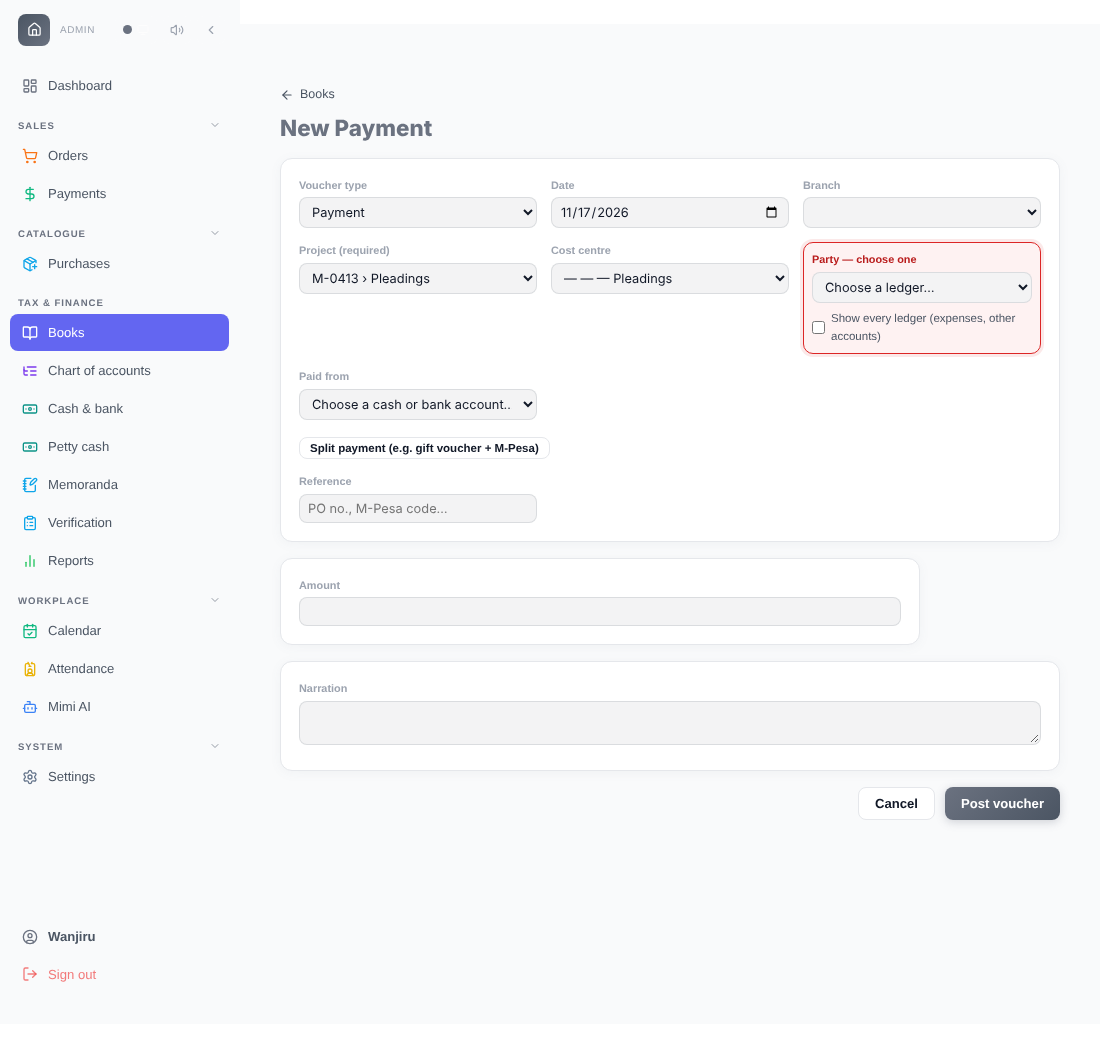 ADMIN
Dashboard
SALES
Orders
Payments
CATALOGUE
Purchases
TAX & FINANCE
Books
Chart of accounts
Cash & bank
Petty cash
Memoranda
Verification
Reports
WORKPLACE
Calendar
Attendance
Mimi AI
SYSTEM
Settings
Wanjiru
Sign out
Books
New Payment
Voucher type
Payment
Date
11/17/2026
Branch
Project (required)
M-0413 › Pleadings
Cost centre
— — — Pleadings
Party — choose one
Choose a ledger...
Show every ledger (expenses, other
accounts)
Paid from
Choose a cash or bank account..
Split payment (e.g. gift voucher + M-Pesa)
Reference
PO no., M-Pesa code...
Amount
Narration
Cancel
Post voucher